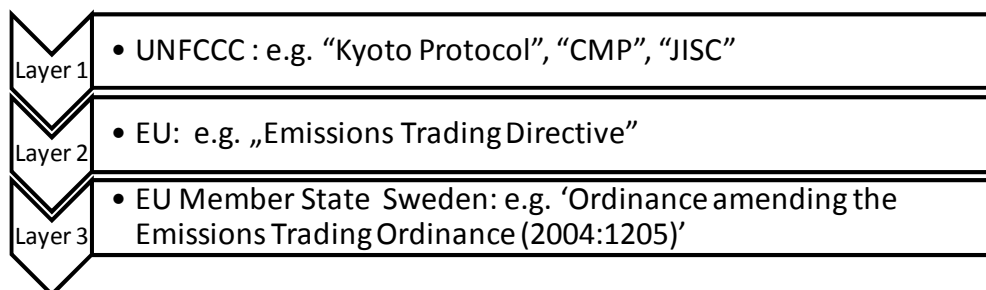 Layer 1
• UNFCCC : e.g. “Kyoto Protocol”, “CMP”, “JISC”
Layer 2
• EU: e.g. „Emissions Trading Directive”
Layer 3
• EU Member State Sweden: e.g. ‘Ordinance amending the
Emissions Trading Ordinance (2004:1205)’